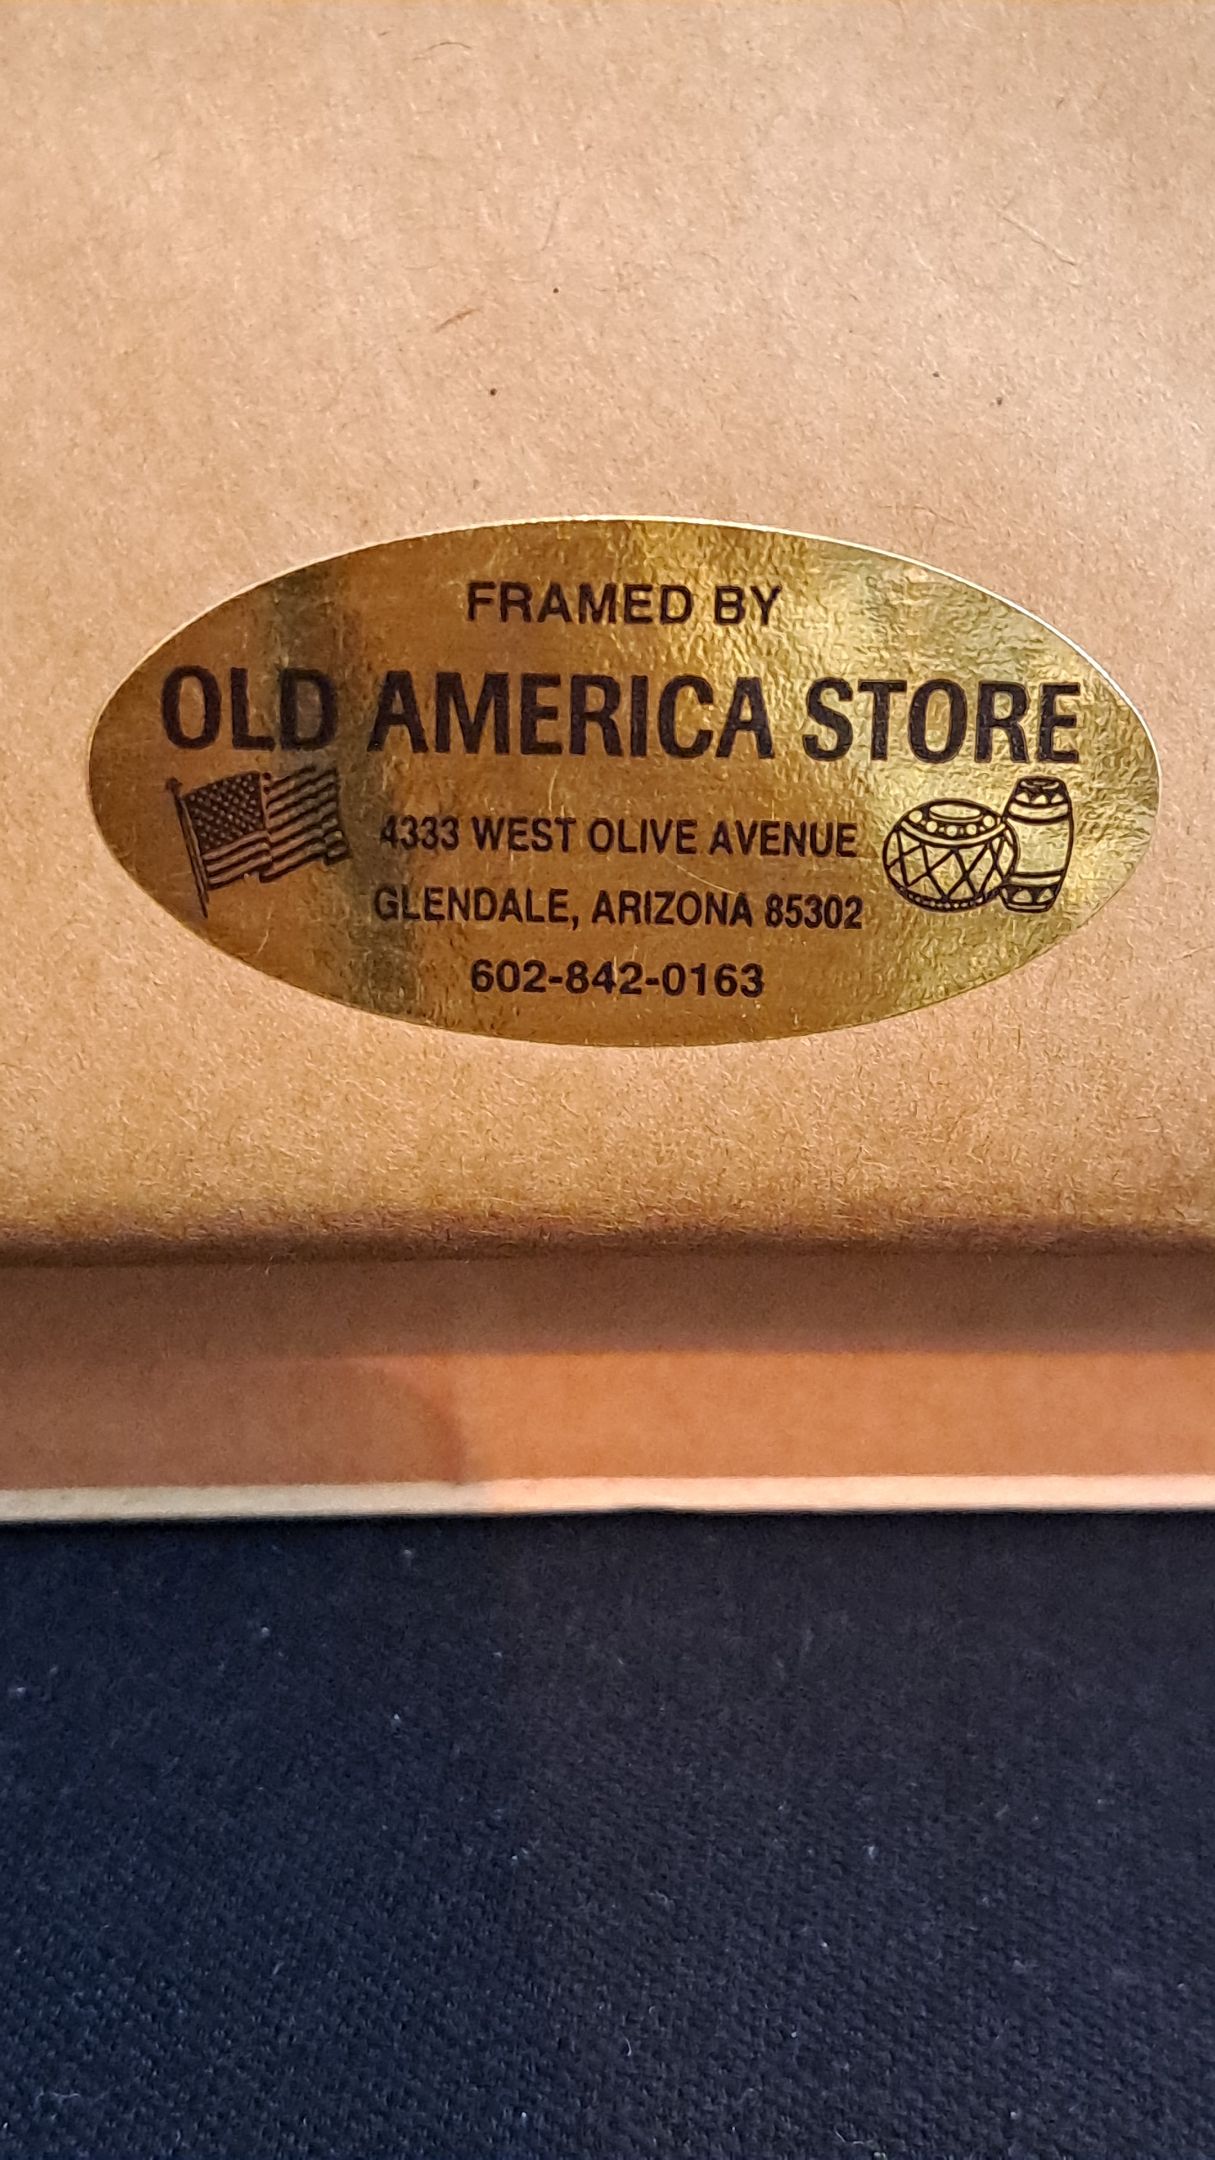 FRAMED BY
OLD AMERICA STORE
4333 WEST OLIVE AVENUE
GLENDALE, ARIZONA 85302
602-842-0163